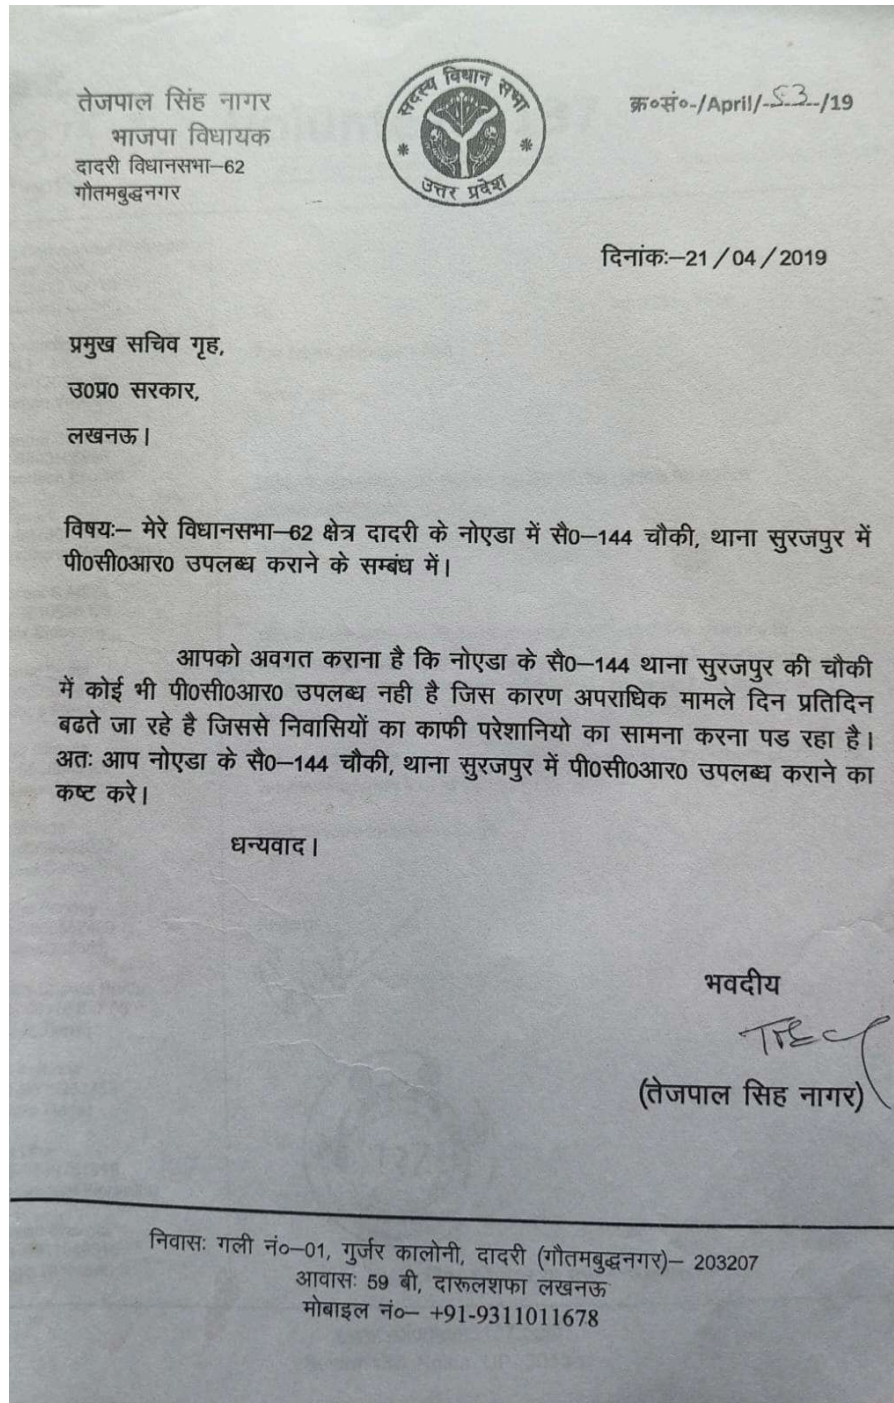 तेजपाल सिंह नागर
भाजपा विधायक
दादरी विधानसभा–62
गौतमबुद्धनगर
सदस्य विधान सभा
उत्तर प्रदेश
क्र०सं०-/April/-53--/19
दिनांकः–21/04/2019
प्रमुख सचिव गृह,
उ0प्र0 सरकार,
लखनऊ।
विषयः– मेरे विधानसभा–62 क्षेत्र दादरी के नोएडा में सै0–144 चौकी, थाना सुरजपुर में
पी0सी0आर0 उपलब्ध कराने के सम्बंध में।
आपको अवगत कराना है कि नोएडा के सै0–144 थाना सुरजपुर की चौकी
में कोई भी पी0सी0आर0 उपलब्ध नही है जिस कारण अपराधिक मामले दिन प्रतिदिन
बढते जा रहे है जिससे निवासियों का काफी परेशानियो का सामना करना पड रहा है।
अतः आप नोएडा के सै0–144 चौकी, थाना सुरजपुर में पी0सी0आर0 उपलब्ध कराने का
कष्ट करे।
धन्यवाद।
भवदीय
(तेजपाल सिह नागर)
निवासः गली नं०–01, गुर्जर कालोनी, दादरी (गौतमबुद्धनगर)– 203207
आवासः 59 बी, दारूलशफा लखनऊ
मोबाइल नं०– +91-9311011678